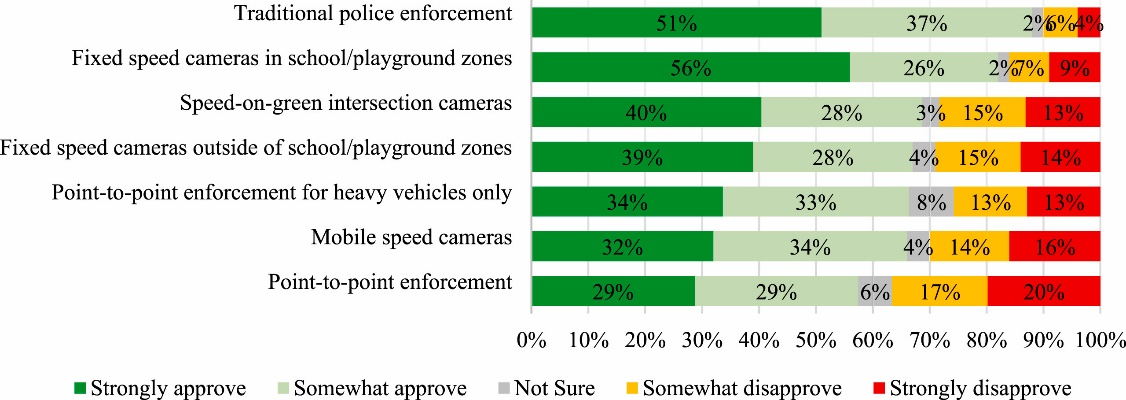 Traditional police enforcement 51% 37% 2% 6% 4%
Fixed speed cameras in school/playground zones 56% 26% 2% 7% 9%
Speed-on-green intersection cameras 40% 28% 3% 15% 13%
Fixed speed cameras outside of school/playground zones 39% 28% 4% 15% 14%
Point-to-point enforcement for heavy vehicles only 34% 33% 8% 13% 13%
Mobile speed cameras 32% 34% 4% 14% 16%
Point-to-point enforcement 29% 29% 6% 17% 20%
0% 10% 20% 30% 40% 50% 60% 70% 80% 90% 100%
Strongly approve Somewhat approve Not Sure Somewhat disapprove Strongly disapprove